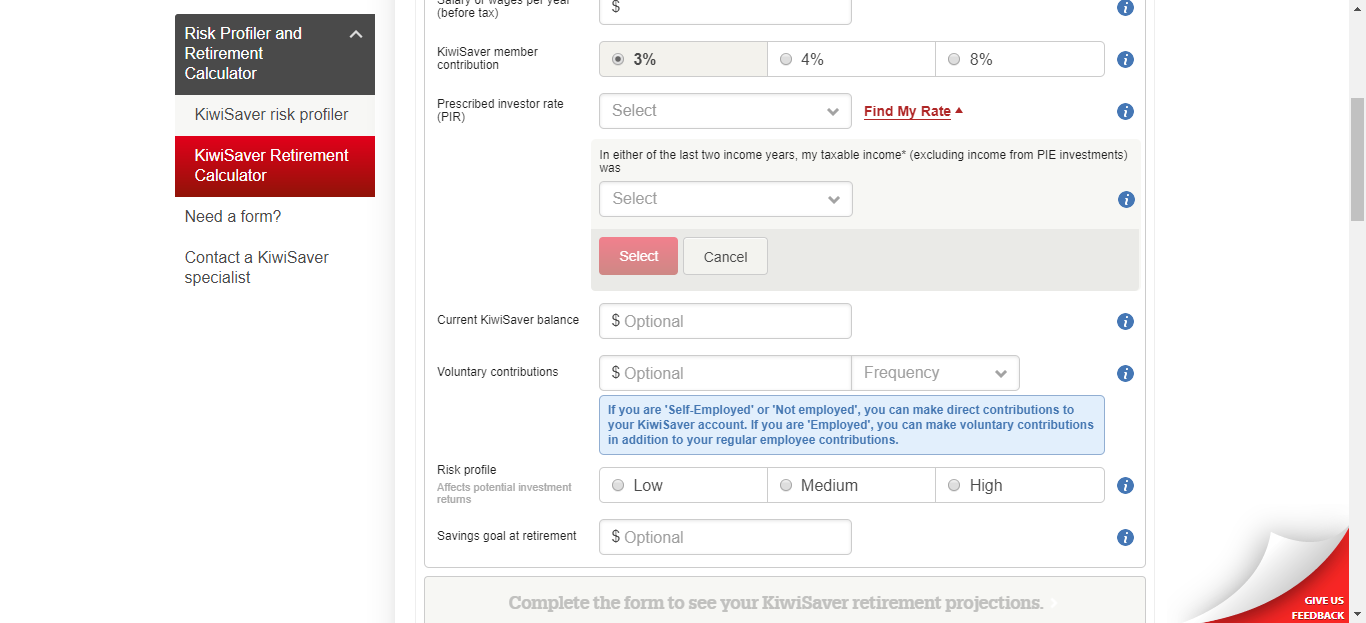 Risk Profiler and
Retirement
Calculator
KiwiSaver risk profiler
KiwiSaver Retirement
Calculator
Need a form?
Contact a KiwiSaver
specialist
Salary or wages per year
(before tax)
$
KiwiSaver member
contribution
3%
4%
8%
Prescribed investor rate
(PIR)
Select
Find My Rate
In either of the last two income years, my taxable income* (excluding income from PIE investments)
was
Select
Select
Cancel
Current KiwiSaver balance
$ Optional
Voluntary contributions
$ Optional
Frequency
If you are 'Self-Employed' or 'Not employed', you can make direct contributions to
your KiwiSaver account. If you are 'Employed', you can make voluntary contributions
in addition to your regular employee contributions.
Risk profile
Affects potential investment
returns
Low
Medium
High
Savings goal at retirement
$ Optional
Complete the form to see your KiwiSaver retirement projections.
GIVE US
FEEDBACK